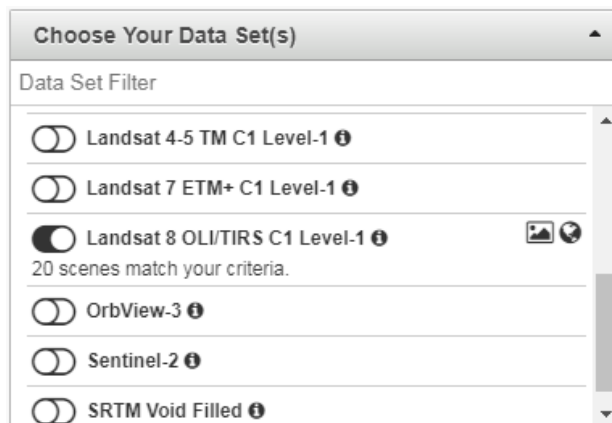 Choose Your Data Set(s)
Data Set Filter
Landsat 4-5 TM C1 Level-1
Landsat 7 ETM+ C1 Level-1
Landsat 8 OLI/TIRS C1 Level-1
20 scenes match your criteria.
OrbView-3
Sentinel-2
SRTM Void Filled